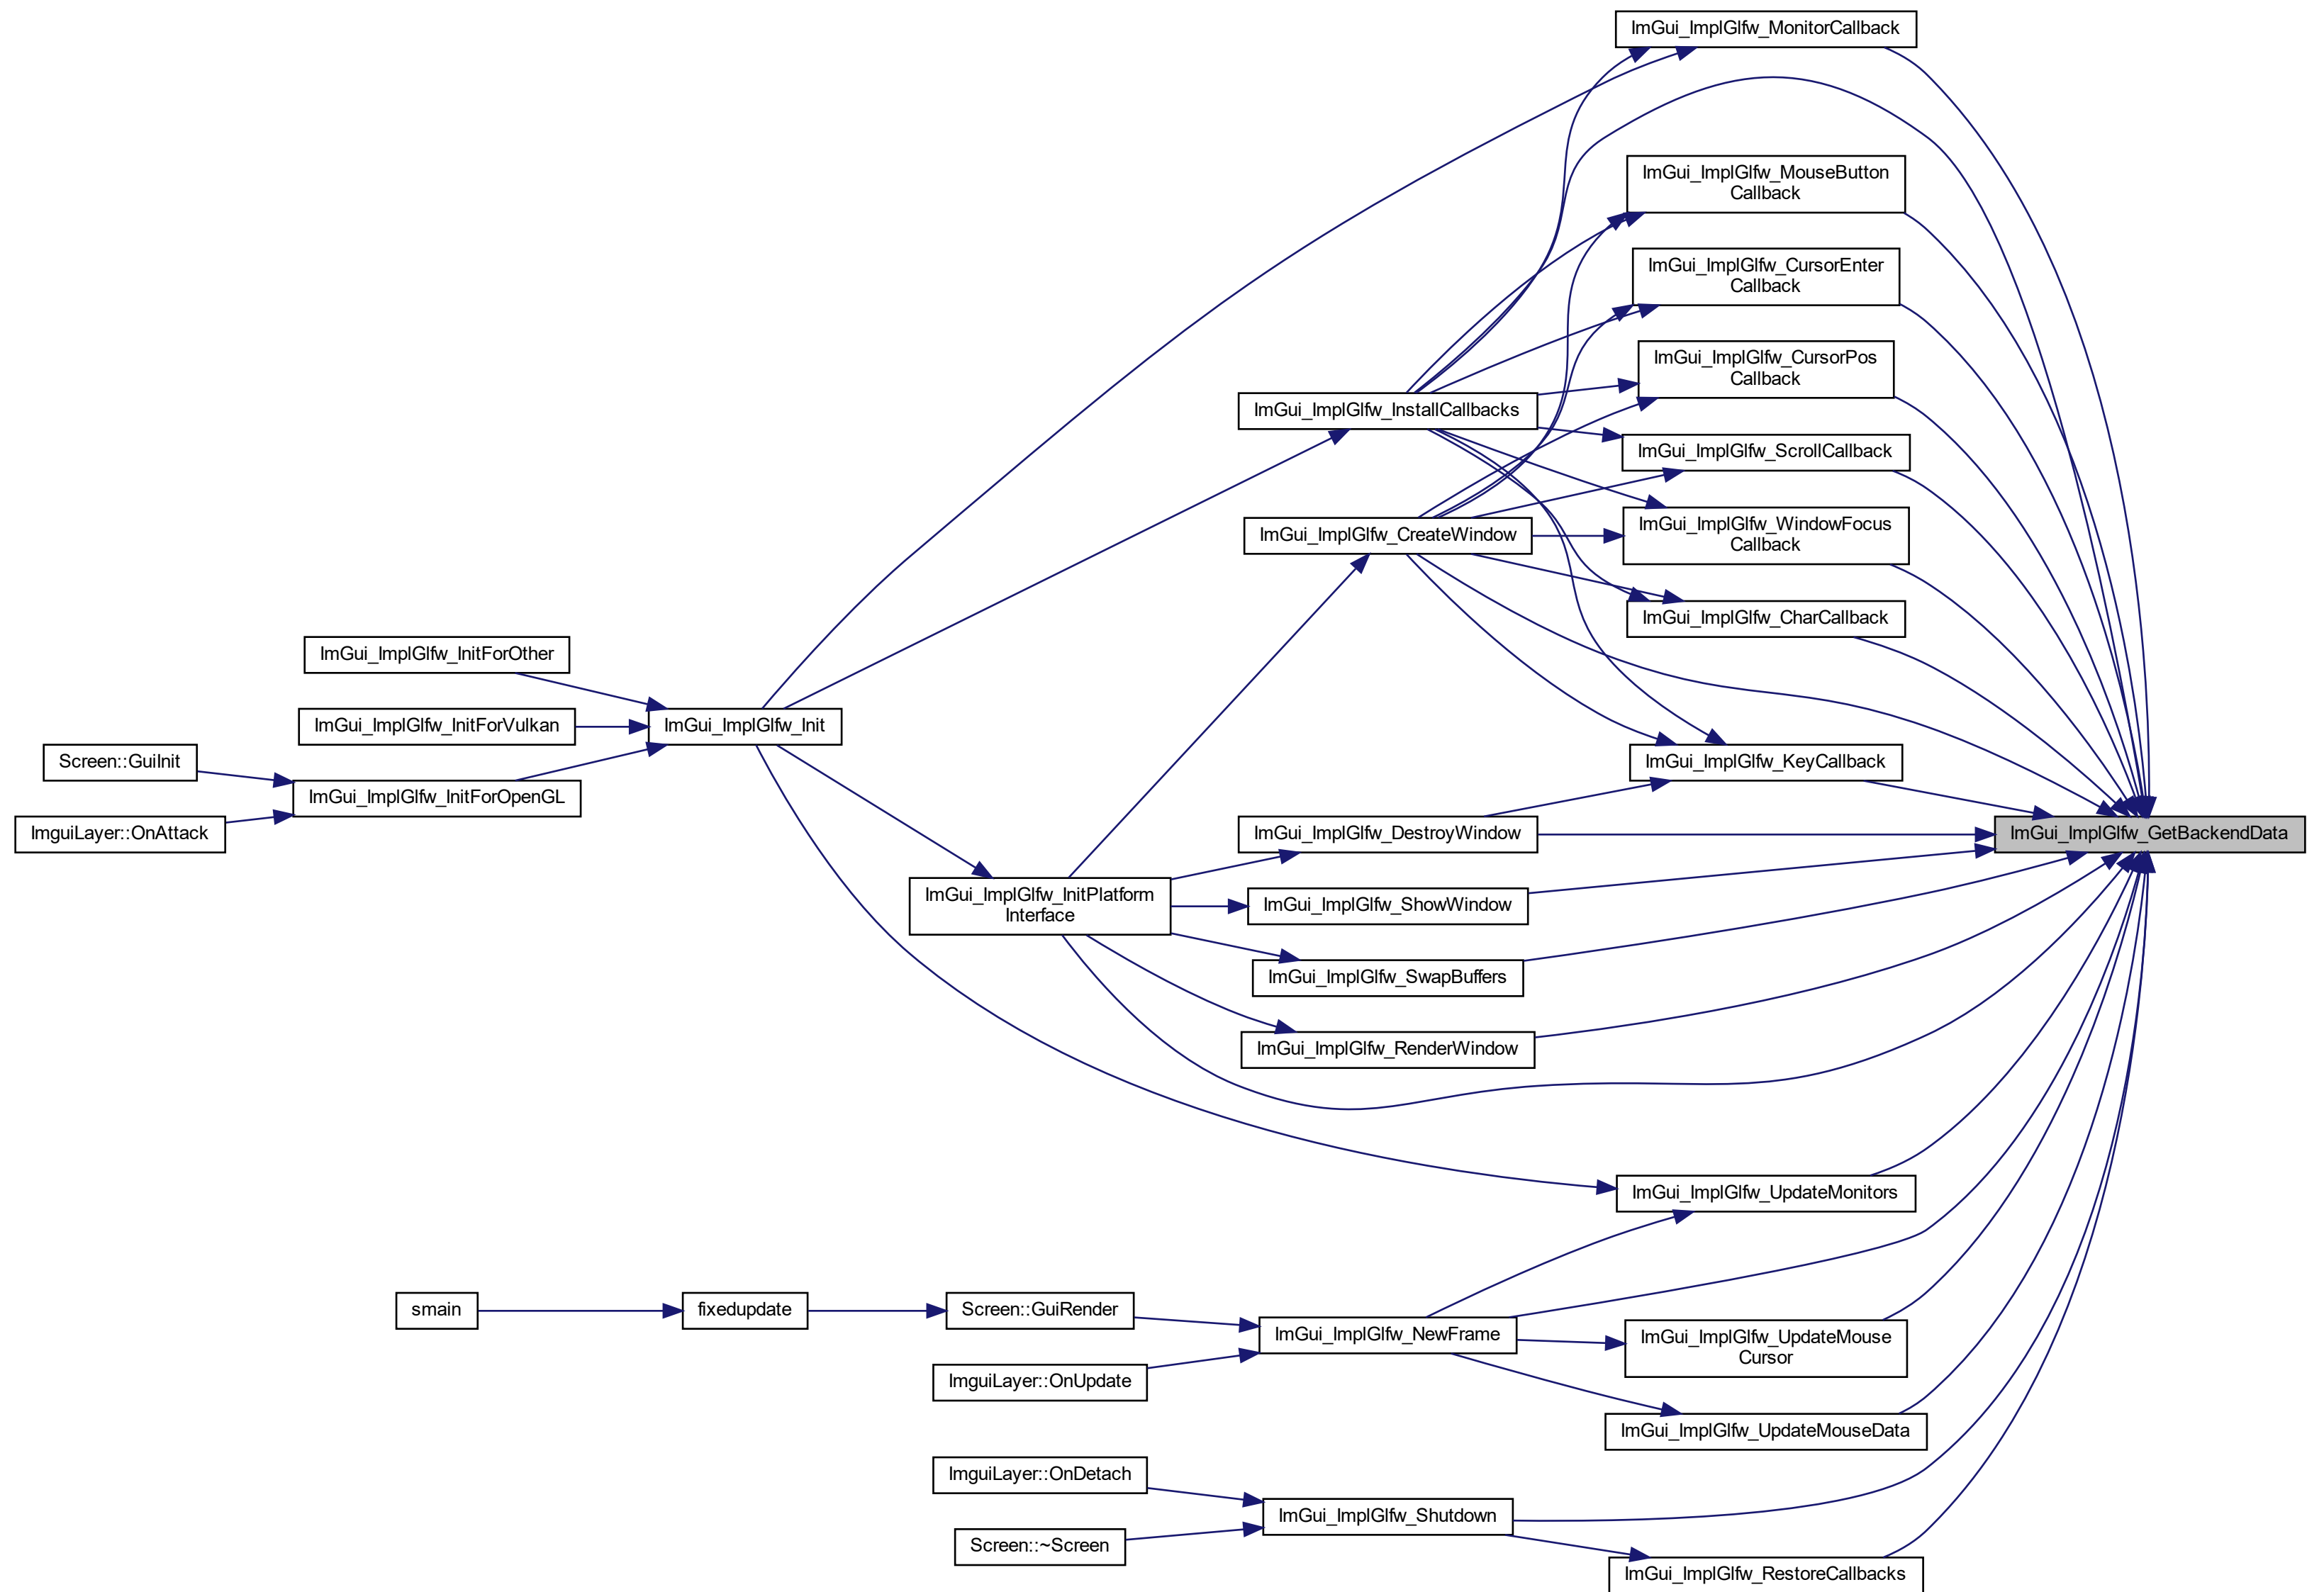 ImGui_ImplGlfw_MonitorCallback
ImGui_ImplGlfw_MouseButton
Callback
ImGui_ImplGlfw_CursorEnter
Callback
ImGui_ImplGlfw_CursorPos
Callback
ImGui_ImplGlfw_InstallCallbacks
ImGui_ImplGlfw_ScrollCallback
ImGui_ImplGlfw_WindowFocus
Callback
ImGui_ImplGlfw_CreateWindow
ImGui_ImplGlfw_CharCallback
ImGui_ImplGlfw_InitForOther
ImGui_ImplGlfw_InitForVulkan
ImGui_ImplGlfw_Init
Screen::GuiInit
ImGui_ImplGlfw_KeyCallback
ImGui_ImplGlfw_InitForOpenGL
ImguiLayer::OnAttack
ImGui_ImplGlfw_DestroyWindow
ImGui_ImplGlfw_GetBackendData
ImGui_ImplGlfw_InitPlatform
Interface
ImGui_ImplGlfw_ShowWindow
ImGui_ImplGlfw_SwapBuffers
ImGui_ImplGlfw_RenderWindow
ImGui_ImplGlfw_UpdateMonitors
smain
fixedupdate
Screen::GuiRender
ImGui_ImplGlfw_NewFrame
ImGui_ImplGlfw_UpdateMouse
Cursor
ImguiLayer::OnUpdate
ImGui_ImplGlfw_UpdateMouseData
ImguiLayer::OnDetach
ImGui_ImplGlfw_Shutdown
Screen::~Screen
ImGui_ImplGlfw_RestoreCallbacks